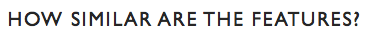 HOW SIMILAR ARE THE FEATURES?